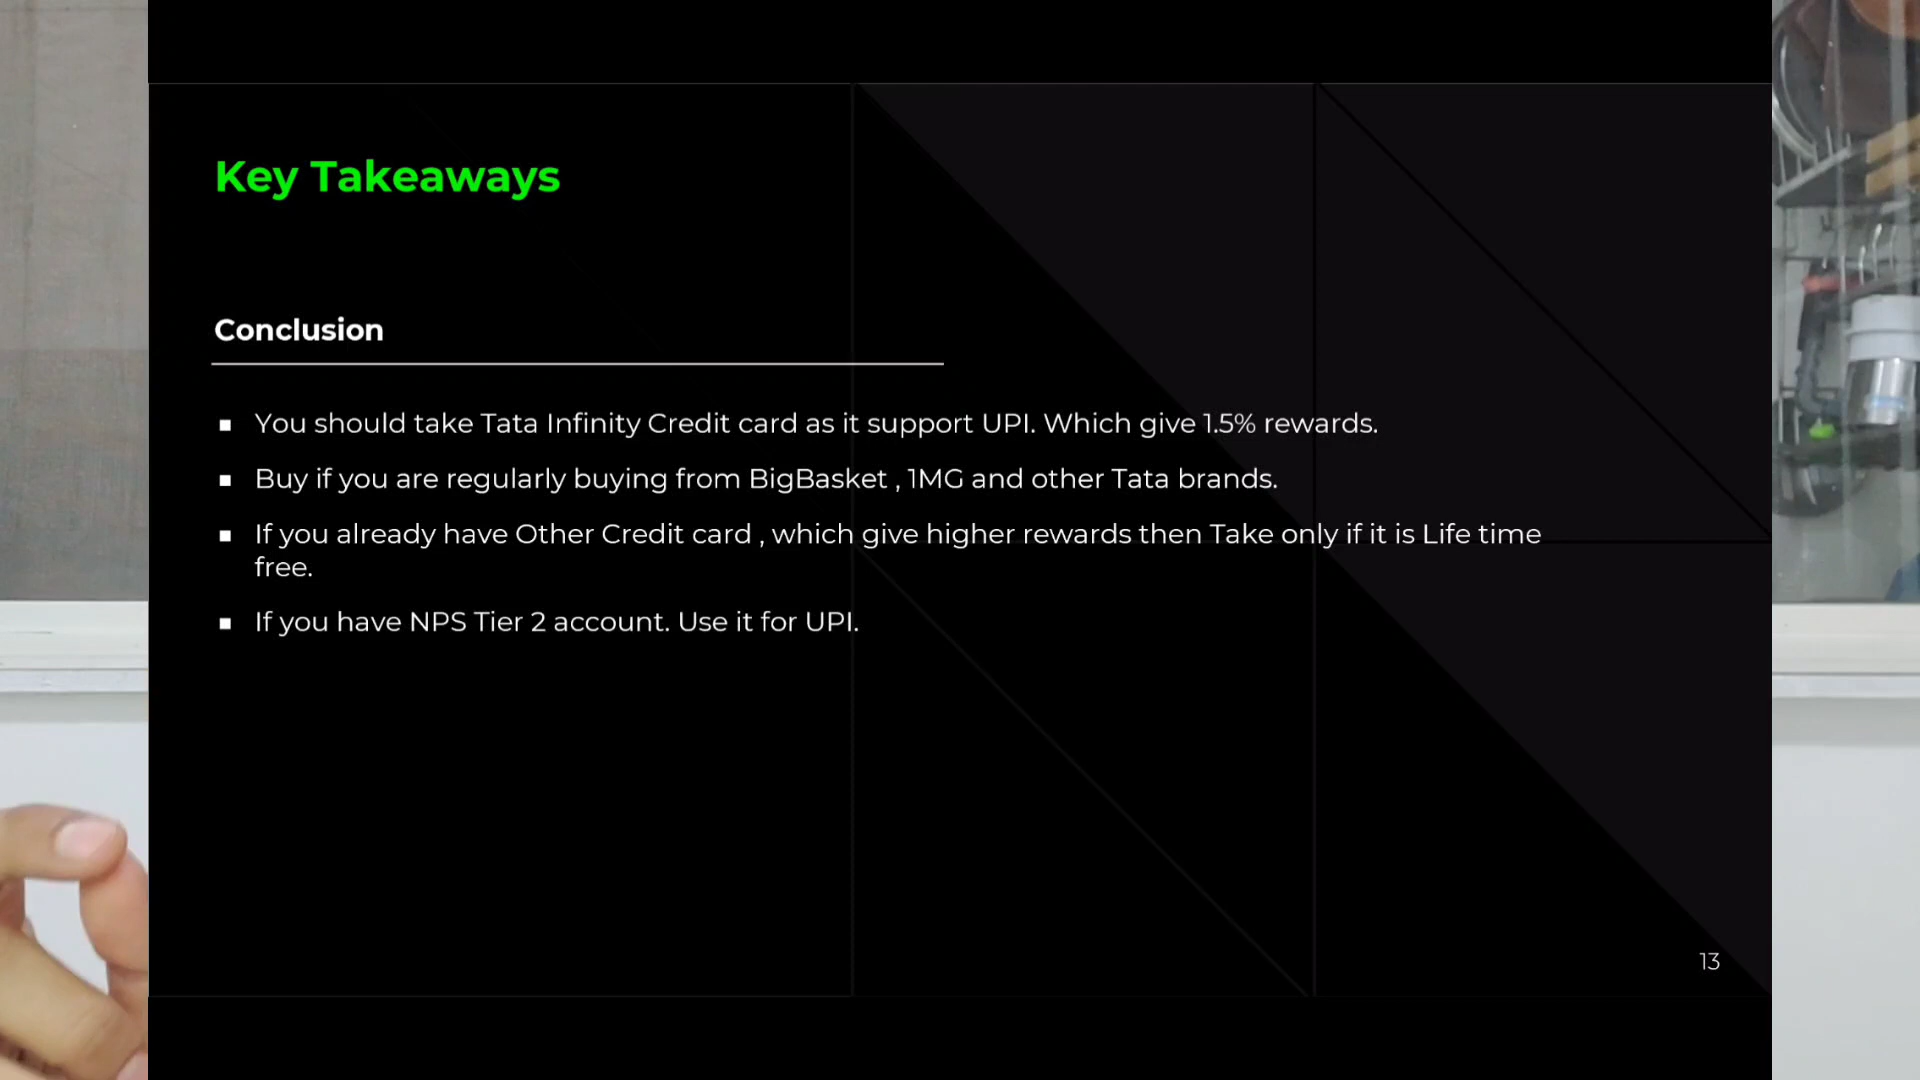 Key Takeaways
Conclusion
▪ You should take Tata Infinity Credit card as it support UPI. Which give 1.5% rewards.
▪ Buy if you are regularly buying from BigBasket , 1MG and other Tata brands.
▪ If you already have Other Credit card , which give higher rewards then Take only if it is Life time
free.
▪ If you have NPS Tier 2 account. Use it for UPI.
13